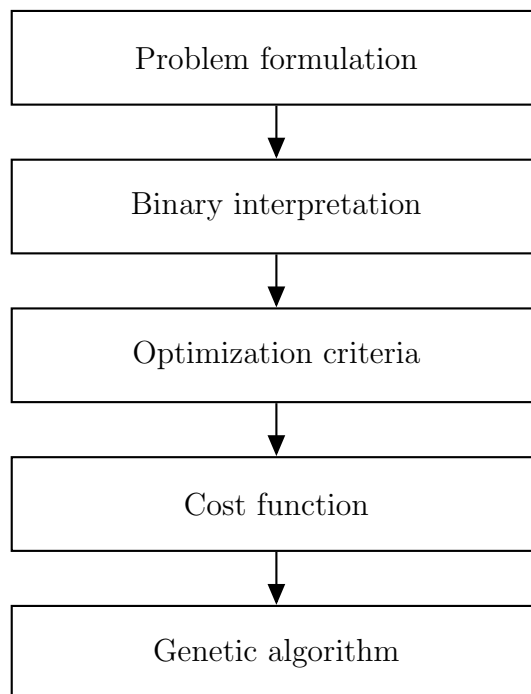 Problem formulation
Binary interpretation
Optimization criteria
Cost function
Genetic algorithm